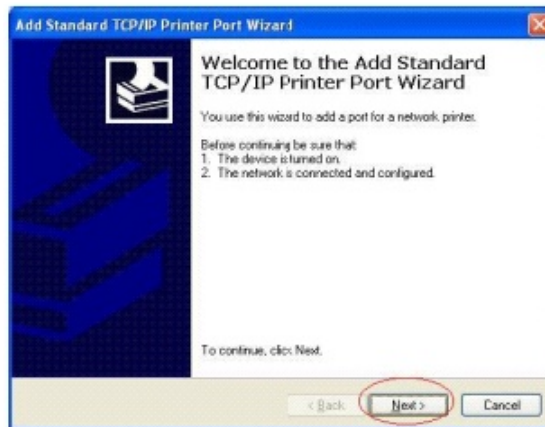 Add Standard TCP/IP Printer Port Wizard
Welcome to the Add Standard
TCP/IP Printer Port Wizard
You use this wizard to add a port for a network printer.
Before continuing be sure that:
1. The device is turned on.
2. The network is connected and configured.
To continue, click Next.
< Back
Next >
Cancel